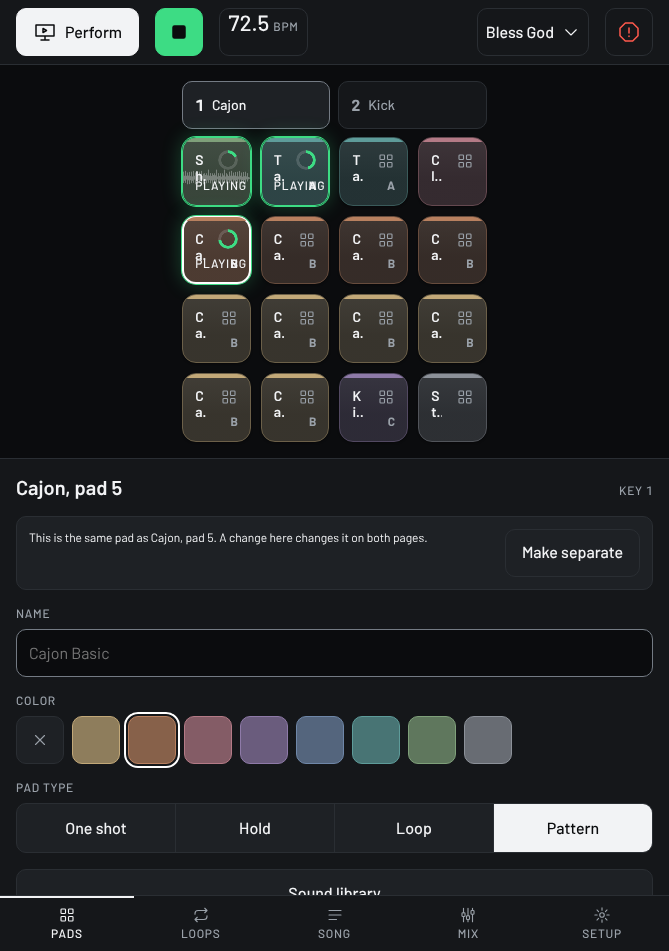 Perform
72.5 BPM
Bless God
1 Cajon
2 Kick
S
h.
PLAYING
T
a.
PLAYING
A
T
a.
A
C
l..
C
a.
PLAYING
B
C
a.
B
C
a.
B
C
a.
B
C
a.
B
C
a.
B
C
a.
B
C
a.
B
C
a.
B
C
a.
B
K
i..
C
S
t..
Cajon, pad 5
KEY 1
This is the same pad as Cajon, pad 5. A change here changes it on both pages.
Make separate
NAME
Cajon Basic
COLOR
PAD TYPE
One shot
Hold
Loop
Pattern
Sound library
PADS
LOOPS
SONG
MIX
SETUP